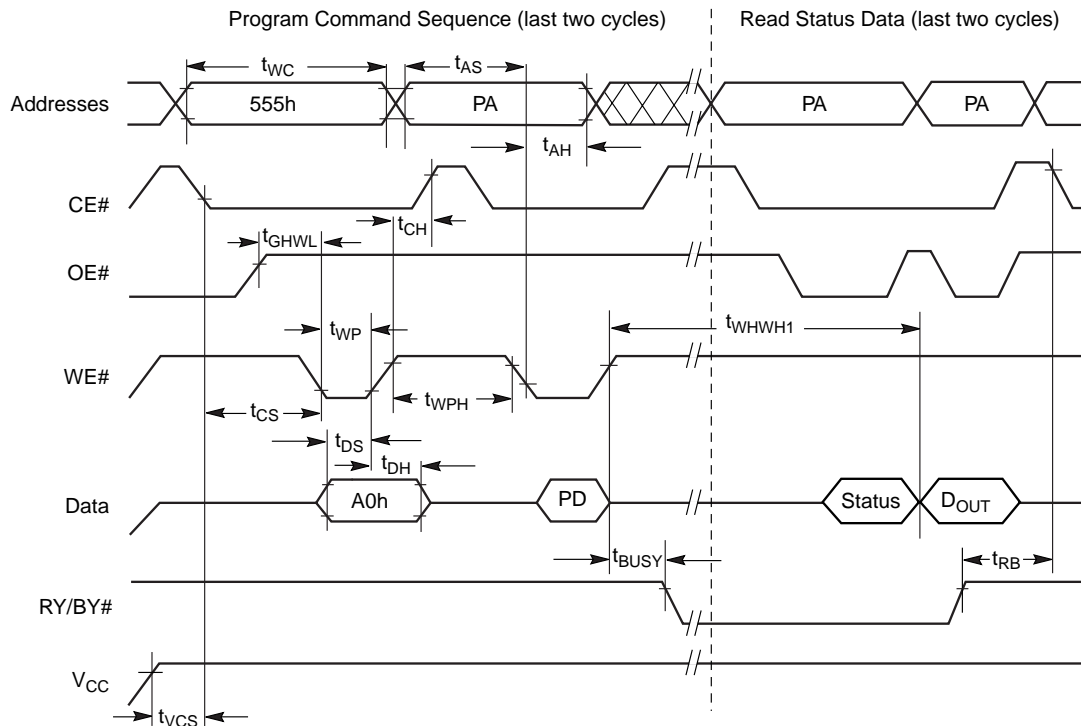 Program Command Sequence (last two cycles)
Read Status Data (last two cycles)
Addresses
tWC
tAS
555h
PA
PA
PA
tAH
CE#
tCH
tGHWL
OE#
tWP
tWHWH1
WE#
tCS
tWPH
tDS
tDH
Data
A0h
PD
Status
DOUT
tBUSY
tRB
RY/BY#
VCC
tVCS